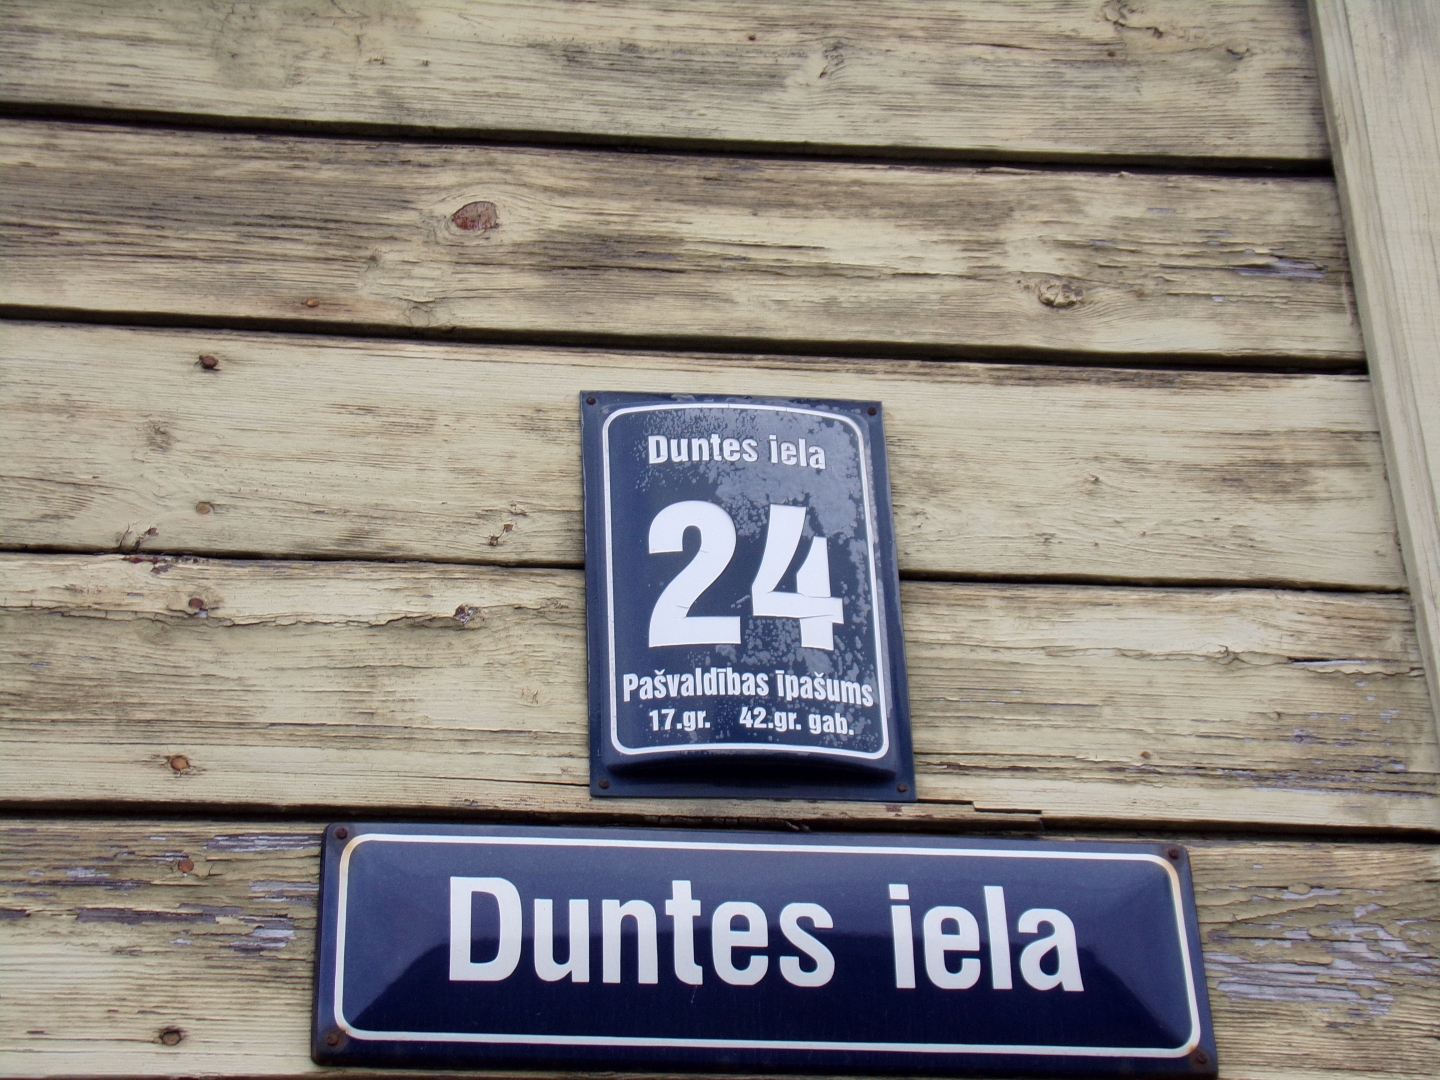 Duntes iela
24
Pašvaldības īpašums
17.gr. 42.gr. gab.
Duntes iela